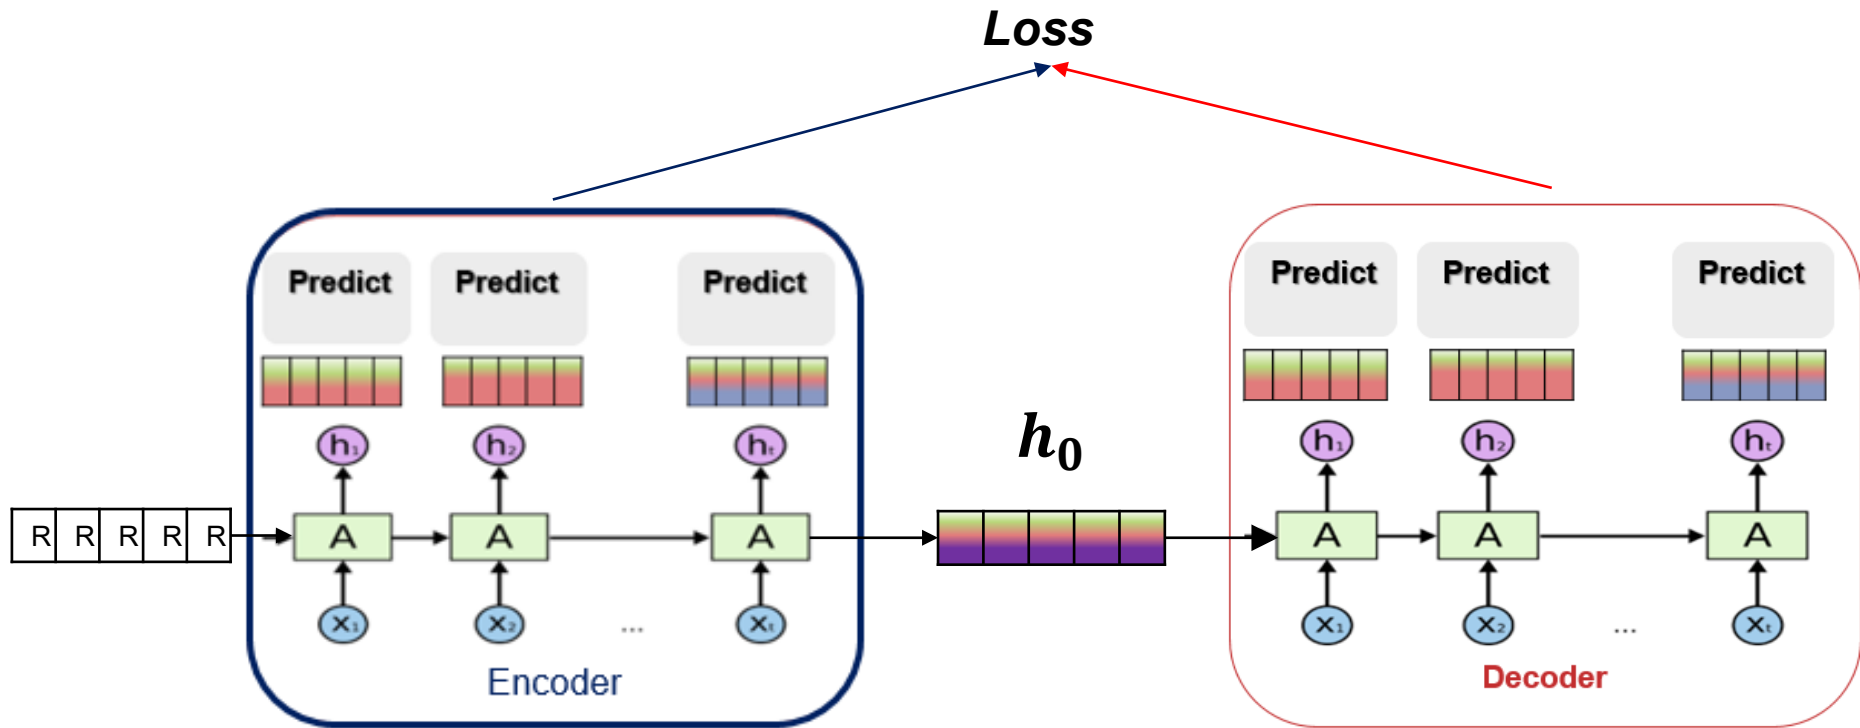 Loss
Predict Predict Predict
Predict Predict Predict
h₁ h₂ hₜ
h₀
h₁ h₂ hₜ
R R R R R
A A A
A A A
x₁ x₂ ... xₜ
x₁ x₂ ... xₜ
Encoder
Decoder